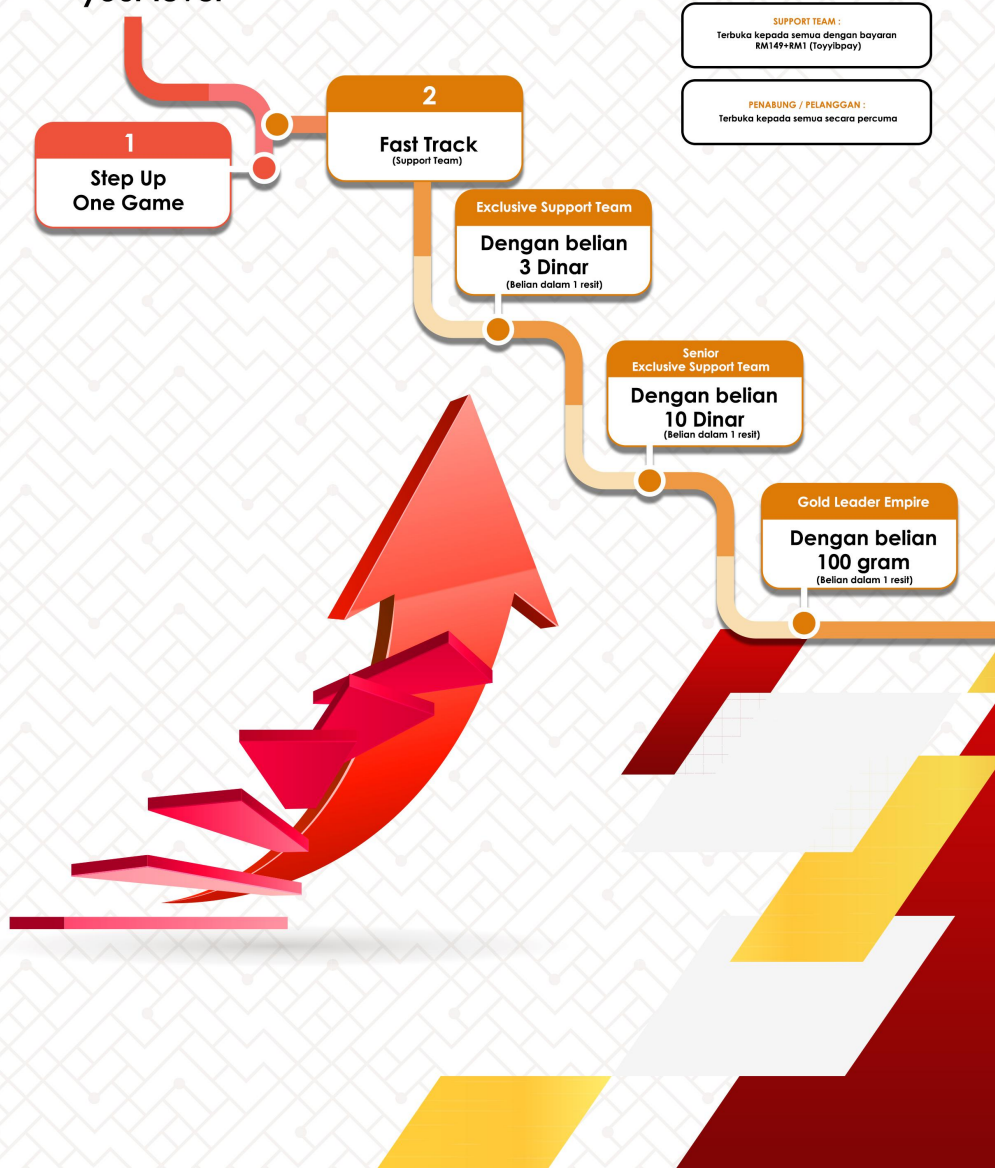 SUPPORT TEAM :
Terbuka kepada semua dengan bayaran
RM149+RM1 (Toyyibpay)
PENABUNG / PELANGGAN :
Terbuka kepada semua secara percuma
1
Step Up
One Game
2
Fast Track
(Support Team)
Exclusive Support Team
Dengan belian
3 Dinar
(Belian dalam 1 resit)
Senior
Exclusive Support Team
Dengan belian
10 Dinar
(Belian dalam 1 resit)
Gold Leader Empire
Dengan belian
100 gram
(Belian dalam 1 resit)